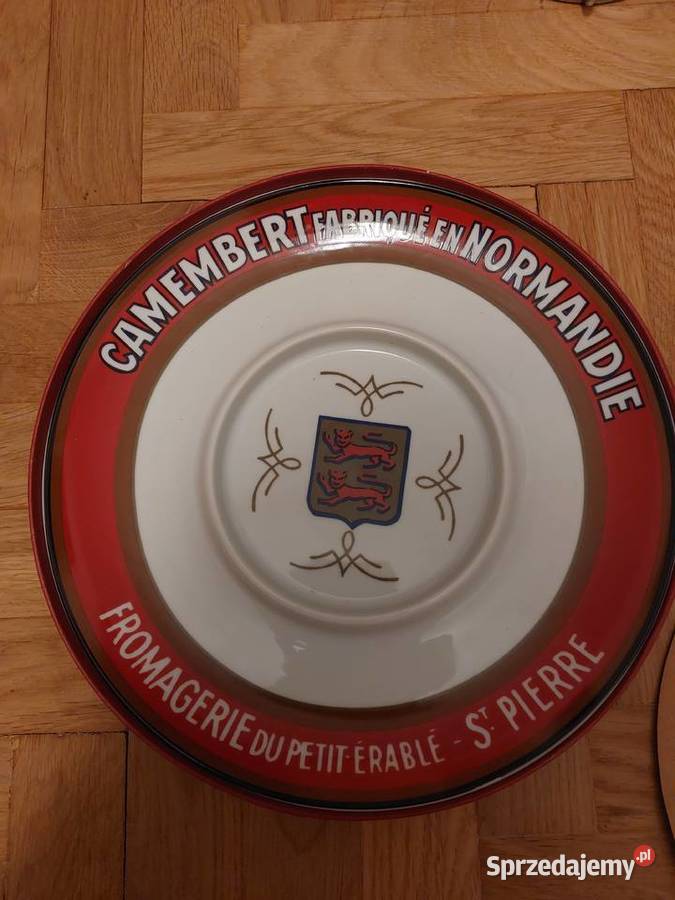 CAMEMBERT FABRIQUÉ EN NORMANDIE
FROMAGERIE DU PETIT-ÉRABLÉ - ST. PIERRE
Sprzedajemy.pl